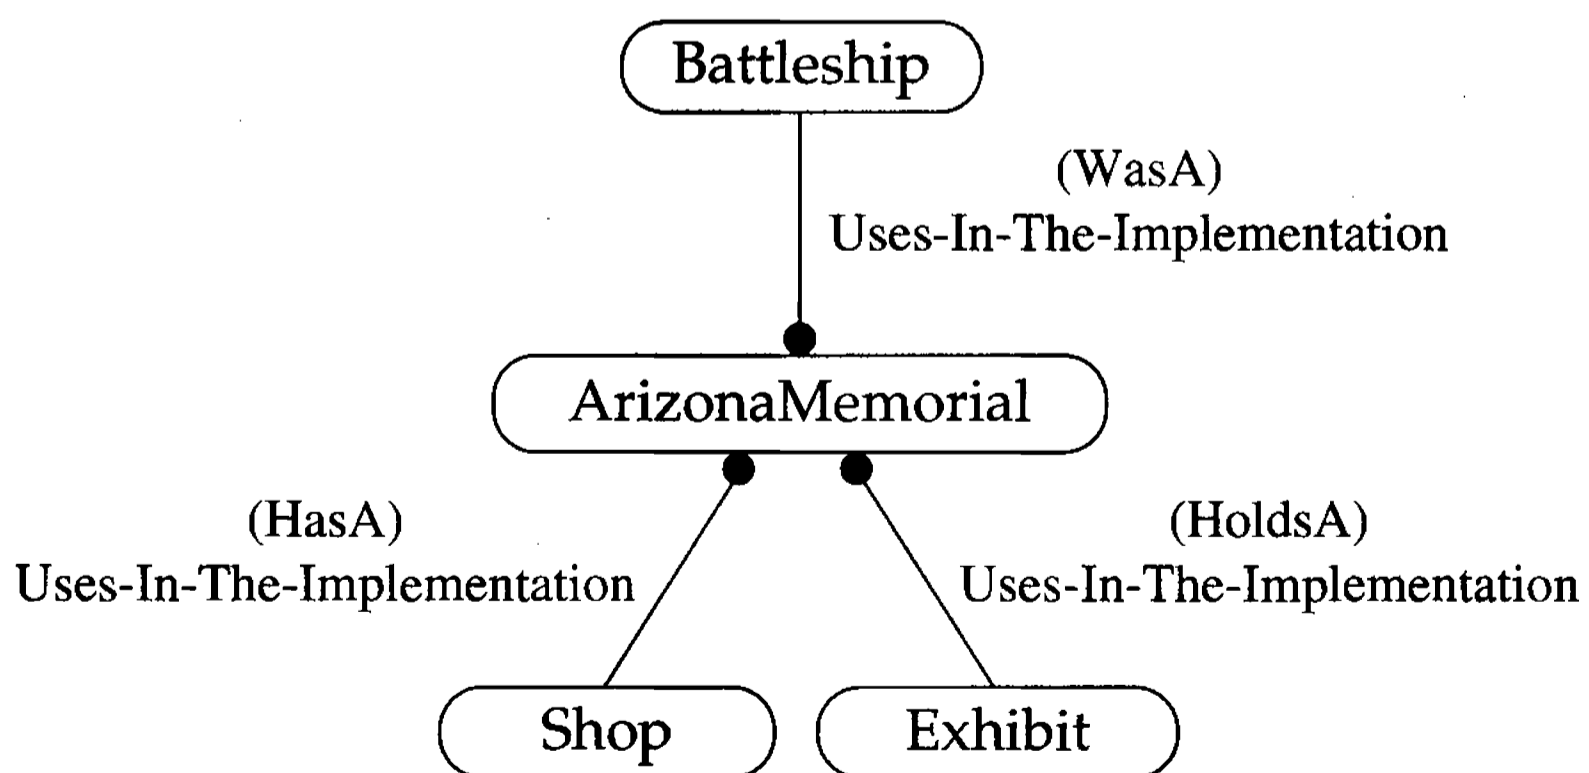 Battleship
(WasA)
Uses-In-The-Implementation
ArizonaMemorial
(HasA)
Uses-In-The-Implementation
(HoldsA)
Uses-In-The-Implementation
Shop
Exhibit